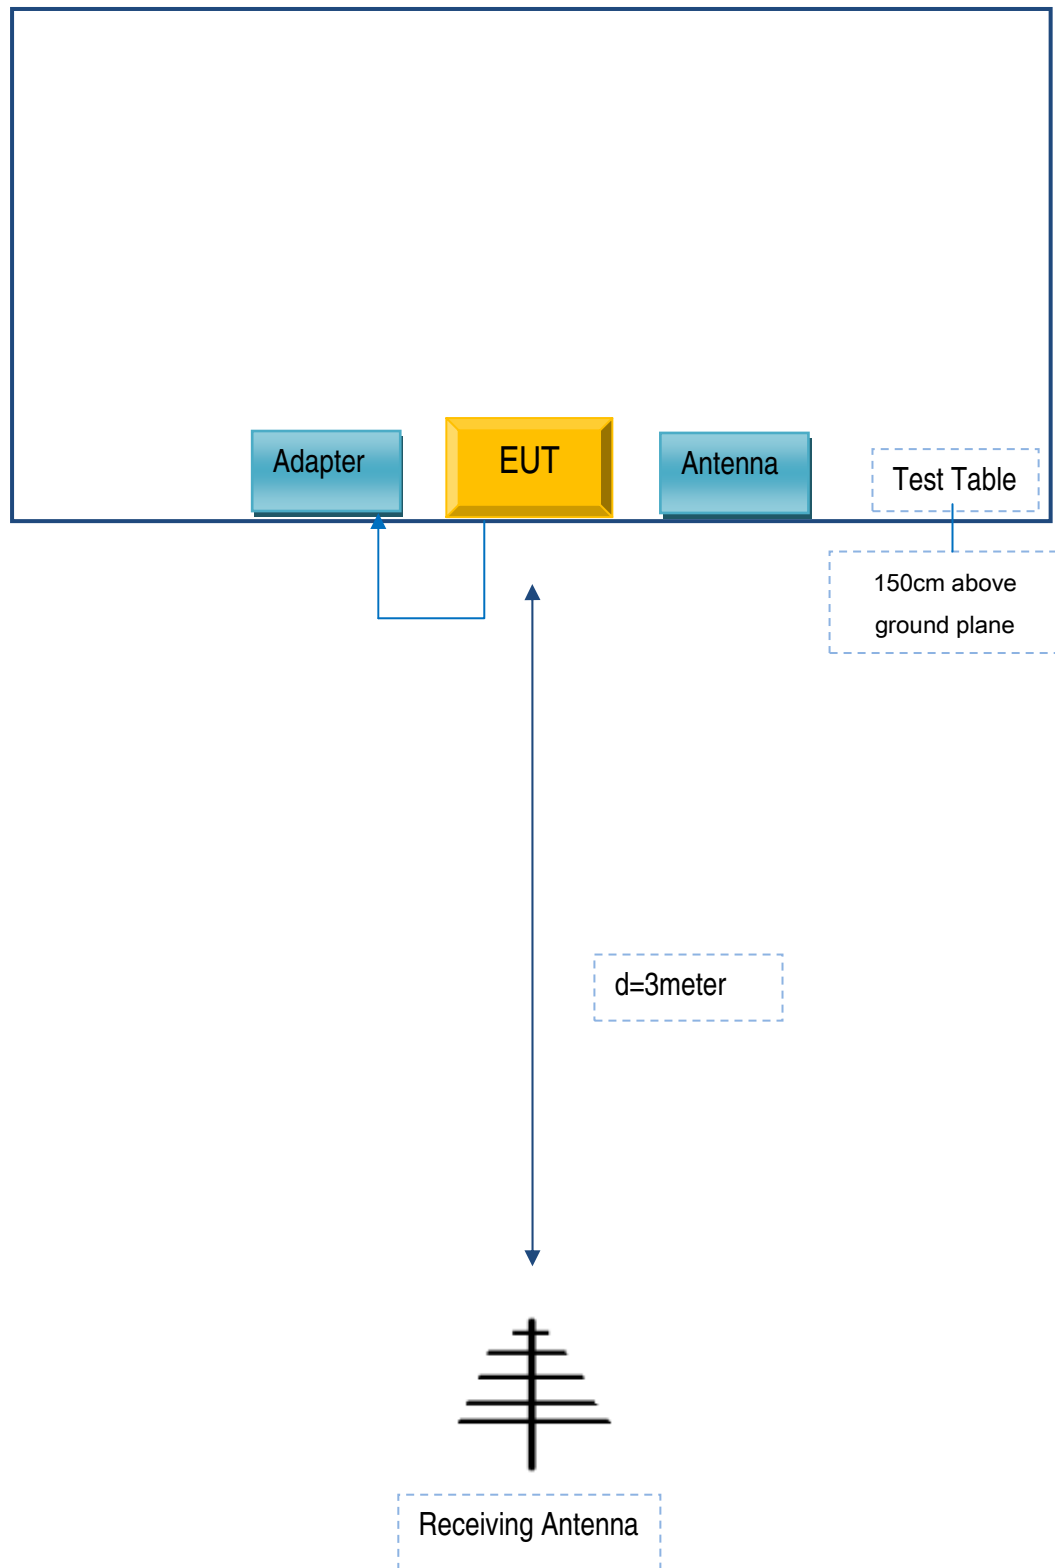 Adapter
EUT
Antenna
Test Table
150cm above
ground plane
d=3meter
Receiving Antenna